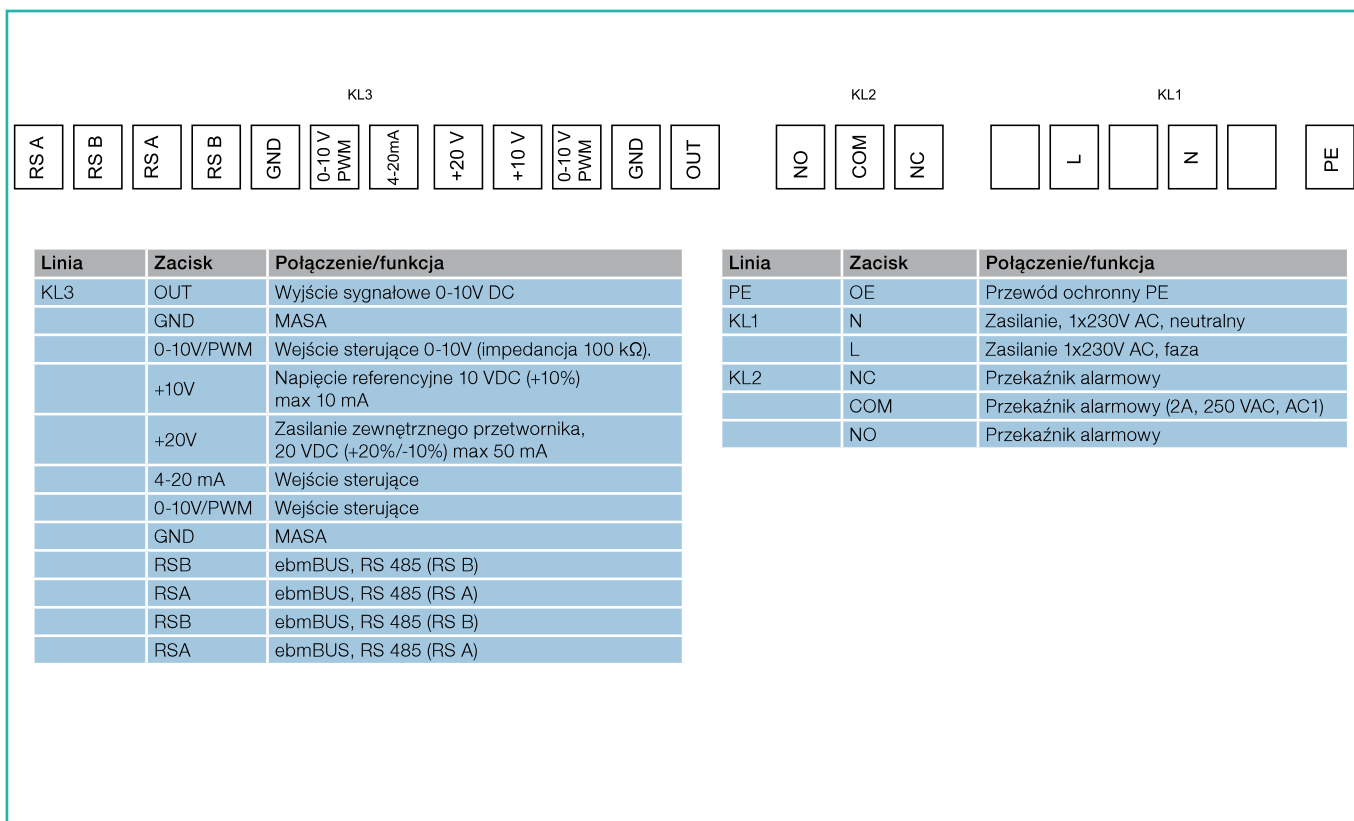 KL3 KL2 KL1
RS A RS B RS A RS B GND 0-10 V PWM 4-20mA +20 V +10 V 0-10 V PWM GND OUT NO COM NC L N PE
Linia Zacisk Połączenie/funkcja
KL3 OUT Wyjście sygnałowe 0-10V DC
GND MASA
0-10V/PWM Wejście sterujące 0-10V (impedancja 100 kΩ).
+10V Napięcie referencyjne 10 VDC (+10%)
max 10 mA
+20V Zasilanie zewnętrznego przetwornika,
20 VDC (+20%/-10%) max 50 mA
4-20 mA Wejście sterujące
0-10V/PWM Wejście sterujące
GND MASA
RSB ebmBUS, RS 485 (RS B)
RSA ebmBUS, RS 485 (RS A)
RSB ebmBUS, RS 485 (RS B)
RSA ebmBUS, RS 485 (RS A)
Linia Zacisk Połączenie/funkcja
PE OE Przewód ochronny PE
KL1 N Zasilanie, 1x230V AC, neutralny
L Zasilanie 1x230V AC, faza
KL2 NC Przekaźnik alarmowy
COM Przekaźnik alarmowy (2A, 250 VAC, AC1)
NO Przekaźnik alarmowy